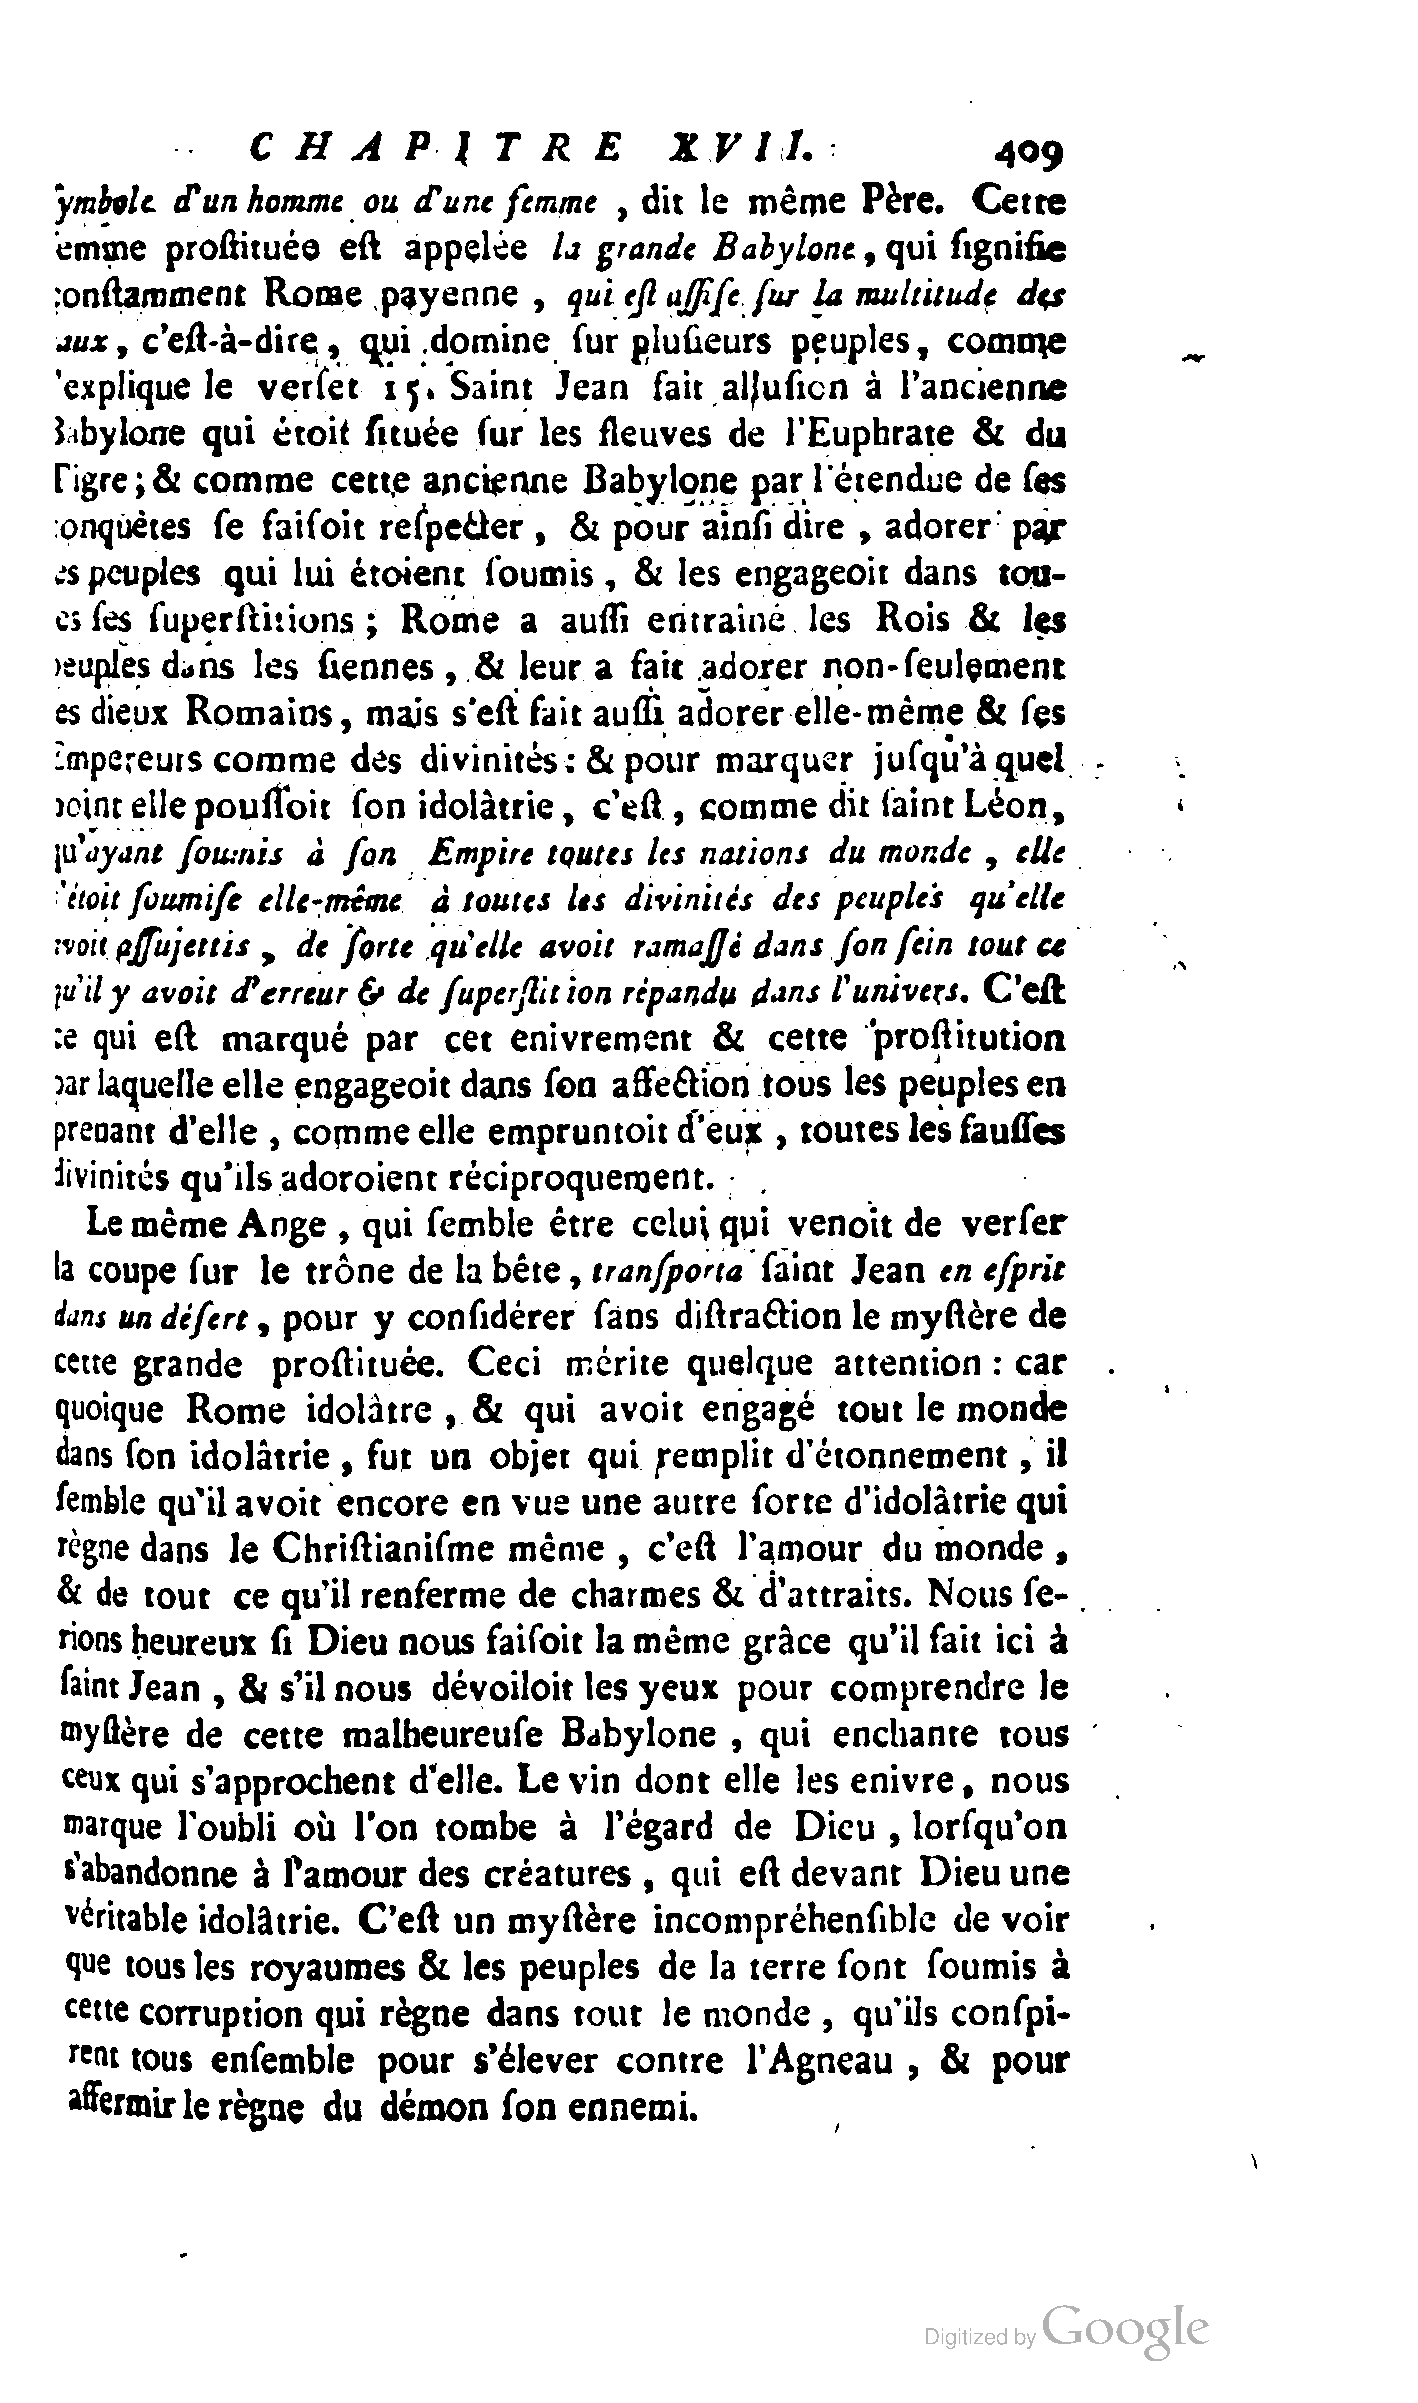 CHAPITRE XVII. 409
ymbole d'un homme ou d'une femme, dit le même Père. Cette
emme proſtituée eſt appelée la grande Babylone, qui ſignifie
conſtamment Rome payenne, qui eſt aſſiſe ſur la multitude des
aux, c'eſt-à-dire, qui domine ſur pluſieurs peuples, comme
'explique le verſet 15. Saint Jean fait alluſion à l'ancienne
Babylone qui étoit ſituée ſur les fleuves de l'Euphrate & du
Tigre; & comme cette ancienne Babylone par l'étendue de ſes
conquêtes ſe faiſoit reſpecter, & pour ainſi dire, adorer par
es peuples qui lui étoient ſoumis, & les engageoit dans tou-
es ſes ſuperſtitions; Rome a auſſi entrainé les Rois & les
peuples dans les ſiennes, & leur a fait adorer non-ſeulement
es dieux Romains, mais s'eſt fait auſſi adorer elle-même & ſes
Empereurs comme des divinités: & pour marquer juſqu'à quel
point elle pouſſoit ſon idolâtrie, c'eſt, comme dit ſaint Léon,
qu'ayant ſoumis à ſon Empire toutes les nations du monde, elle
s'étoit ſoumiſe elle-même à toutes les divinités des peuples qu'elle
avoit aſſujettis, de ſorte qu'elle avoit ramaſſé dans ſon ſein tout ce
qu'il y avoit d'erreur & de ſuperſtition répandu dans l'univers. C'eſt
ce qui eſt marqué par cet enivrement & cette proſtitution
par laquelle elle engageoit dans ſon affection tous les peuples en
prenant d'elle, comme elle empruntoit d'eux, toutes les fauſſes
divinités qu'ils adoroient réciproquement.
Le même Ange, qui ſemble être celui qui venoit de verſer
la coupe ſur le trône de la bête, tranſporta ſaint Jean en eſprit
dans un déſert, pour y conſidérer ſans diſtraction le myſtère de
cette grande proſtituée. Ceci mérite quelque attention: car
quoique Rome idolâtre, & qui avoit engagé tout le monde
dans ſon idolâtrie, fut un objet qui remplit d'étonnement, il
ſemble qu'il avoit encore en vue une autre ſorte d'idolâtrie qui
règne dans le Chriſtianiſme même, c'eſt l'amour du monde,
& de tout ce qu'il renferme de charmes & d'attraits. Nous ſe-
rions heureux ſi Dieu nous faiſoit la même grâce qu'il fait ici à
ſaint Jean, & s'il nous dévoiloit les yeux pour comprendre le
myſtère de cette malheureuſe Babylone, qui enchante tous
ceux qui s'approchent d'elle. Le vin dont elle les enivre, nous
marque l'oubli où l'on tombe à l'égard de Dieu, lorſqu'on
s'abandonne à l'amour des créatures, qui eſt devant Dieu une
véritable idolâtrie. C'eſt un myſtère incompréhenſible de voir
que tous les royaumes & les peuples de la terre ſont ſoumis à
cette corruption qui règne dans tout le monde, qu'ils conſpi-
rent tous enſemble pour s'élever contre l'Agneau, & pour
affermir le règne du démon ſon ennemi.
Digitized by Google